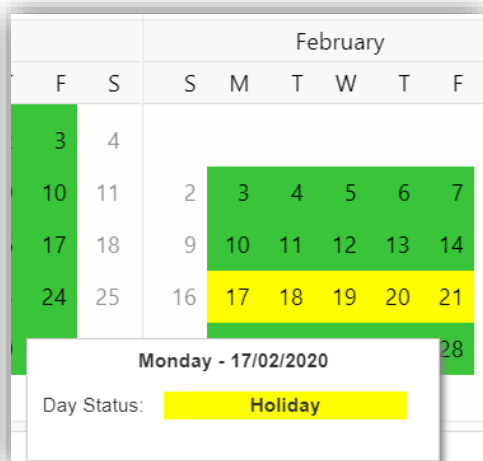 February
F S S M T W T F
3 4
10 11 2 3 4 5 6 7
17 18 9 10 11 12 13 14
24 25 16 17 18 19 20 21
28
Monday - 17/02/2020
Day Status: Holiday